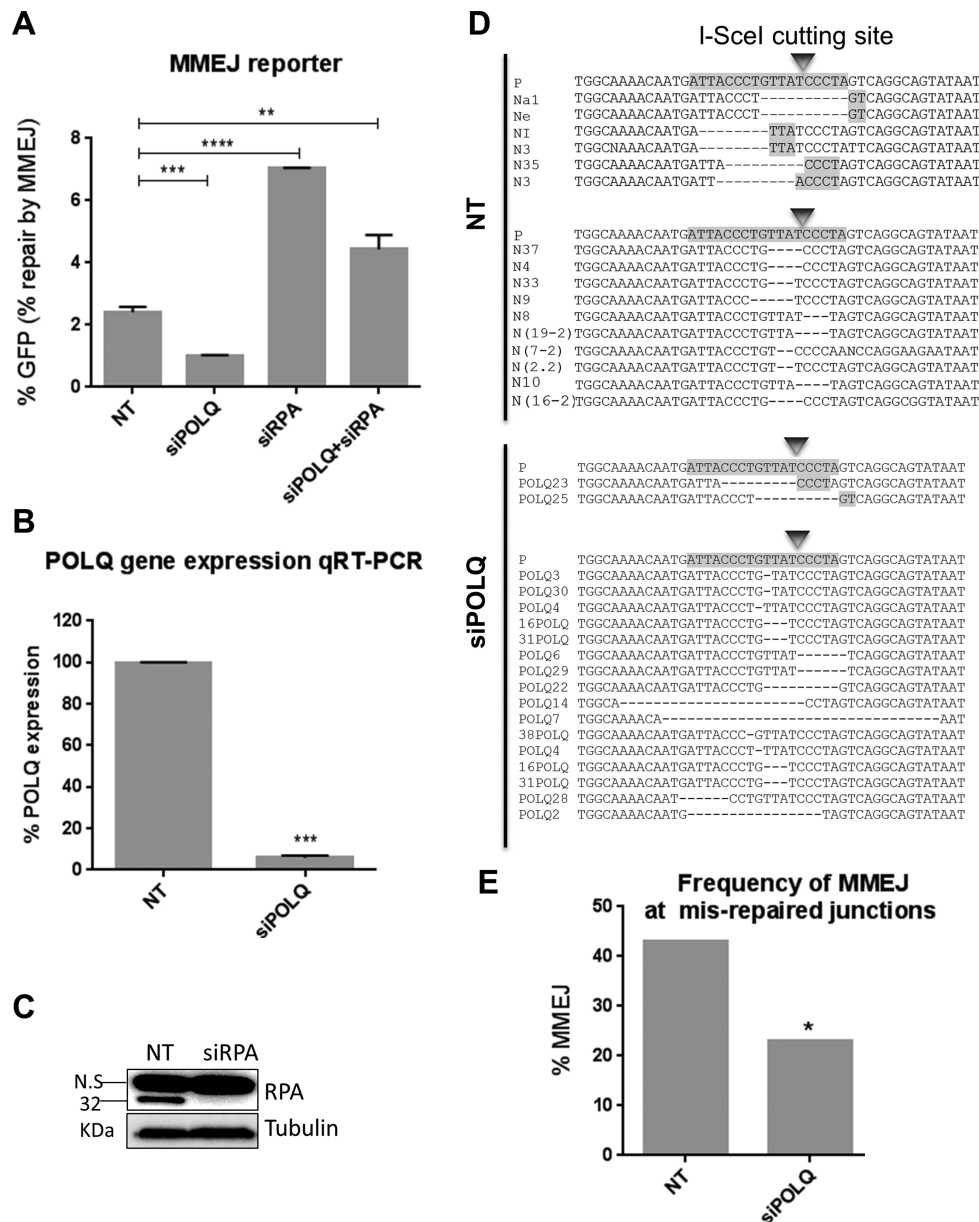 A
MMEJ reporter
% GFP (% repair by MMEJ)
8
6
4
2
0
**
****
***
NT
siPOLQ
siRPA
siPOLQ+siRPA
B
POLQ gene expression qRT-PCR
% POLQ expression
120
100
80
60
40
20
0
***
NT
siPOLQ
C
NT siRPA
N.S
32
KDa
RPA
Tubulin
D
I-SceI cutting site
NT
P TGGCAAAACAATGATTACCCTGTTATCCCTAGTCAGGCAGTATAAT
Na1 TGGCAAAACAATGATTACCCT----------GTCAGGCAGTATAAT
Ne TGGCAAAACAATGATTACCCT----------GTCAGGCAGTATAAT
NI TGGCAAAACAATGA--------TTATCCCTAGTCAGGCAGTATAAT
N3 TGGCNAAACAATGA--------TTATCCCTATTCAGGCAGTATAAT
N35 TGGCAAAACAATGATTA---------CCCTAGTCAGGCAGTATAAT
N3 TGGCAAAACAATGATT---------ACCCTAGTCAGGCAGTATAAT
P TGGCAAAACAATGATTACCCTGTTATCCCTAGTCAGGCAGTATAAT
N37 TGGCAAAACAATGATTACCCTG----CCCTAGTCAGGCAGTATAAT
N4 TGGCAAAACAATGATTACCCTG----CCCTAGTCAGGCAGTATAAT
N33 TGGCAAAACAATGATTACCCTG---TCCCTAGTCAGGCAGTATAAT
N9 TGGCAAAACAATGATTACCC-----TCCCTAGTCAGGCAGTATAAT
N8 TGGCAAAACAATGATTACCCTGTTAT---TAGTCAGGCAGTATAAT
N(19-2) TGGCAAAACAATGATTACCCTGTTA----TAGTCAGGCAGTATAAT
N(7-2) TGGCAAAACAATGATTACCCTGT--CCCCAANCCAGGAAGAATAAT
N(2.2) TGGCAAAACAATGATTACCCTGT--TCCCTAGTCAGGCAGTATAAT
N10 TGGCAAAACAATGATTACCCTGTTA----TAGTCAGGCAGTATAAT
N(16-2) TGGCAAAACAATGATTACCCTG----CCCTAGTCAGGCGGTATAAT
siPOLQ
P TGGCAAAACAATGATTACCCTGTTATCCCTAGTCAGGCAGTATAAT
POLQ23 TGGCAAAACAATGATTA---------CCCTAGTCAGGCAGTATAAT
POLQ25 TGGCAAAACAATGATTACCCT----------GTCAGGCAGTATAAT
P TGGCAAAACAATGATTACCCTGTTATCCCTAGTCAGGCAGTATAAT
POLQ3 TGGCAAAACAATGATTACCCTG-TATCCCTAGTCAGGCAGTATAAT
POLQ30 TGGCAAAACAATGATTACCCTG-TATCCCTAGTCAGGCAGTATAAT
POLQ4 TGGCAAAACAATGATTACCCT-TTATCCCTAGTCAGGCAGTATAAT
16POLQ TGGCAAAACAATGATTACCCTG---TCCCTAGTCAGGCAGTATAAT
31POLQ TGGCAAAACAATGATTACCCTG---TCCCTAGTCAGGCAGTATAAT
POLQ6 TGGCAAAACAATGATTACCCTGTTAT------TCAGGCAGTATAAT
POLQ29 TGGCAAAACAATGATTACCCTGTTAT------TCAGGCAGTATAAT
POLQ22 TGGCAAAACAATGATTACCCTG---------GTCAGGCAGTATAAT
POLQ14 TGGCA----------------------CCTAGTCAGGCAGTATAAT
POLQ7 TGGCAAAACA---------------------------------AAT
38POLQ TGGCAAAACAATGATTACCC-GTTATCCCTAGTCAGGCAGTATAAT
POLQ4 TGGCAAAACAATGATTACCCT-TTATCCCTAGTCAGGCAGTATAAT
16POLQ TGGCAAAACAATGATTACCCTG---TCCCTAGTCAGGCAGTATAAT
31POLQ TGGCAAAACAATGATTACCCTG---TCCCTAGTCAGGCAGTATAAT
POLQ28 TGGCAAAACAAT------CCTGTTATCCCTAGTCAGGCAGTATAAT
POLQ2 TGGCAAAACAATG----------------TAGTCAGGCAGTATAAT
E
Frequency of MMEJ
at mis-repaired junctions
% MMEJ
50
40
30
20
10
0
*
NT
siPOLQ